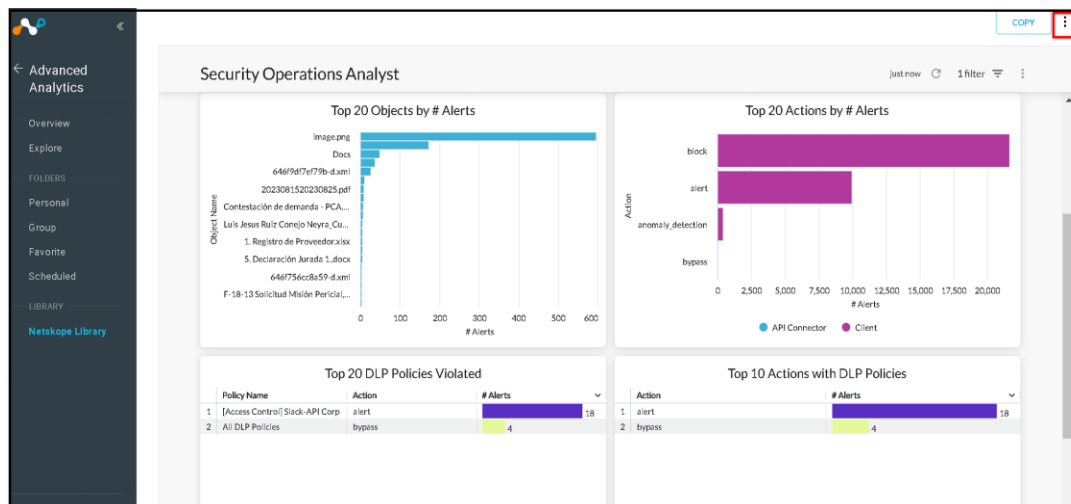 COPY
Advanced
Analytics
Overview
Explore
FOLDERS
Personal
Group
Favorite
Scheduled
LIBRARY
Netskope Library
Security Operations Analyst
just now
1 filter
Top 20 Objects by # Alerts
Object Name
image.png
Docs
646f9df7ef79b-d.xml
2023081520230825.pdf
Contestación de demanda - PCA....
Luis Jesus Ruiz Conejo Neyra_Cu...
1. Registro de Proveedor.xlsx
5. Declaración Jurada 1..docx
646f756cc8a59-d.xml
F-18-13 Solicitud Misión Pericial,...
0 100 200 300 400 500 600
# Alerts
Top 20 Actions by # Alerts
Action
block
alert
anomaly_detection
bypass
0 2,500 5,000 7,500 10,000 12,500 15,000 17,500 20,000
# Alerts
API Connector Client
Top 20 DLP Policies Violated
Policy Name Action # Alerts
1 [Access Control] Slack-API Corp alert 18
2 All DLP Policies bypass 4
Top 10 Actions with DLP Policies
Action # Alerts
1 alert 18
2 bypass 4